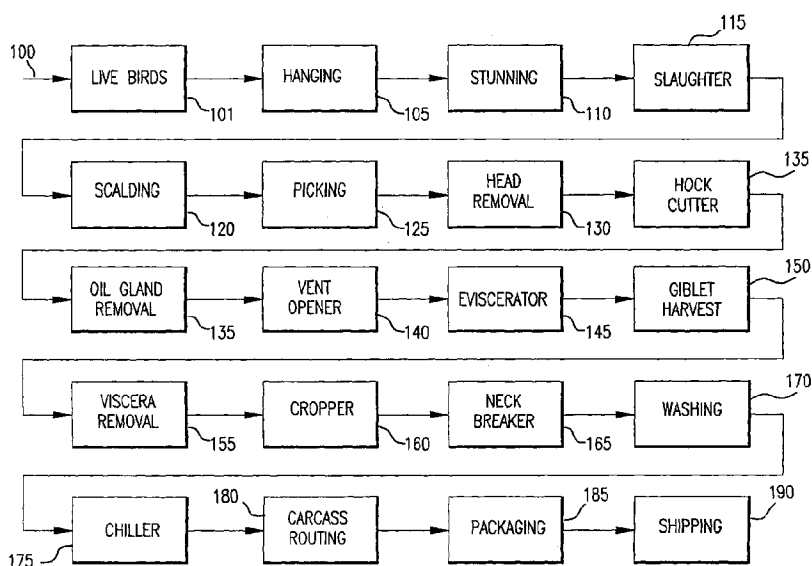 100
LIVE BIRDS
101
HANGING
105
STUNNING
110
115
SLAUGHTER
SCALDING
120
PICKING
125
HEAD
REMOVAL
130
135
HOCK
CUTTER
OIL GLAND
REMOVAL
135
VENT
OPENER
140
EVISCERATOR
145
150
GIBLET
HARVEST
VISCERA
REMOVAL
155
CROPPER
160
NECK
BREAKER
165
170
WASHING
CHILLER
175
180
CARCASS
ROUTING
185
PACKAGING
190
SHIPPING